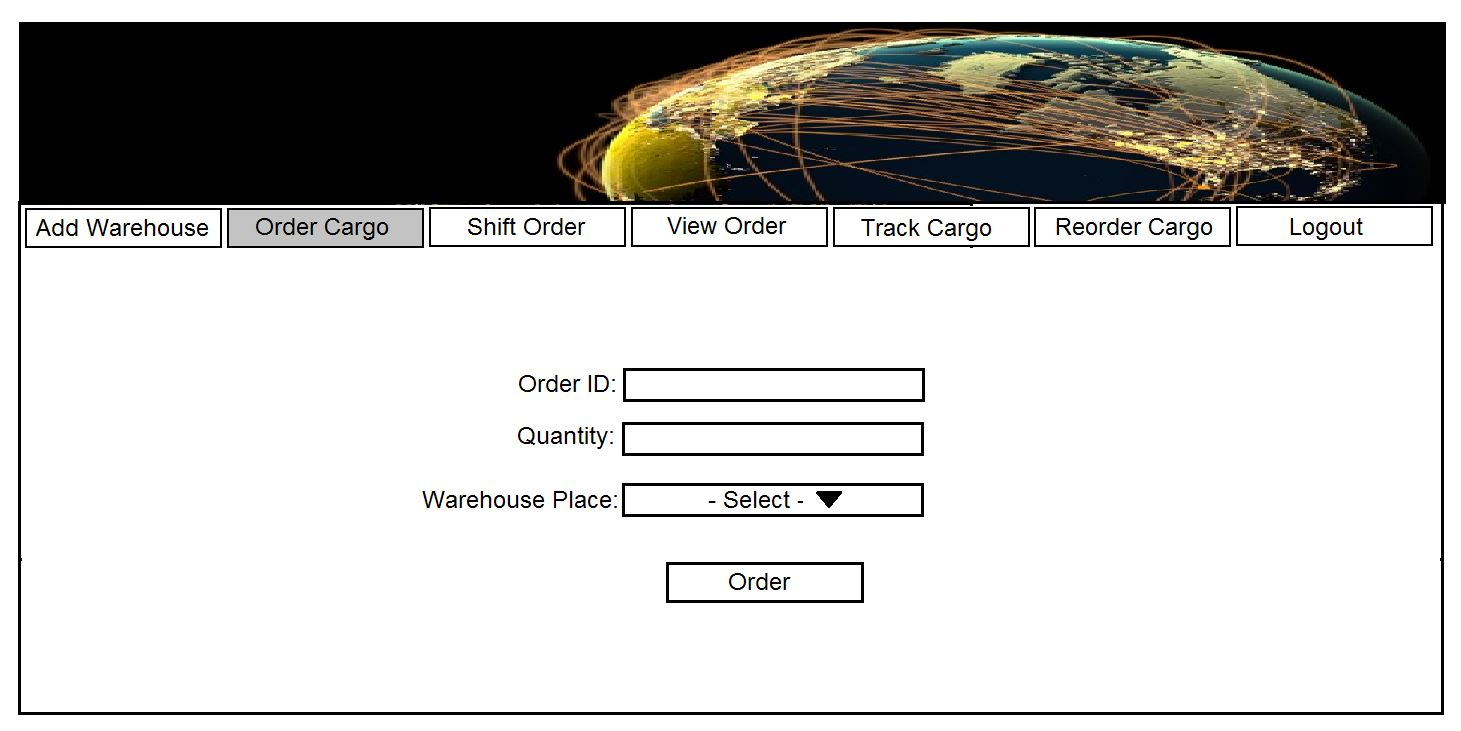 Add Warehouse Order Cargo Shift Order View Order Track Cargo Reorder Cargo Logout
Order ID:
Quantity:
Warehouse Place: - Select -
Order